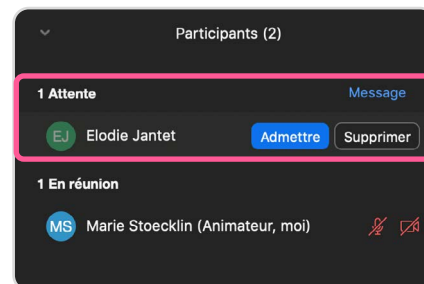 Participants (2)
1 Attente Message
EJ Elodie Jantet Admettre Supprimer
1 En réunion
MS Marie Stoecklin (Animateur, moi)